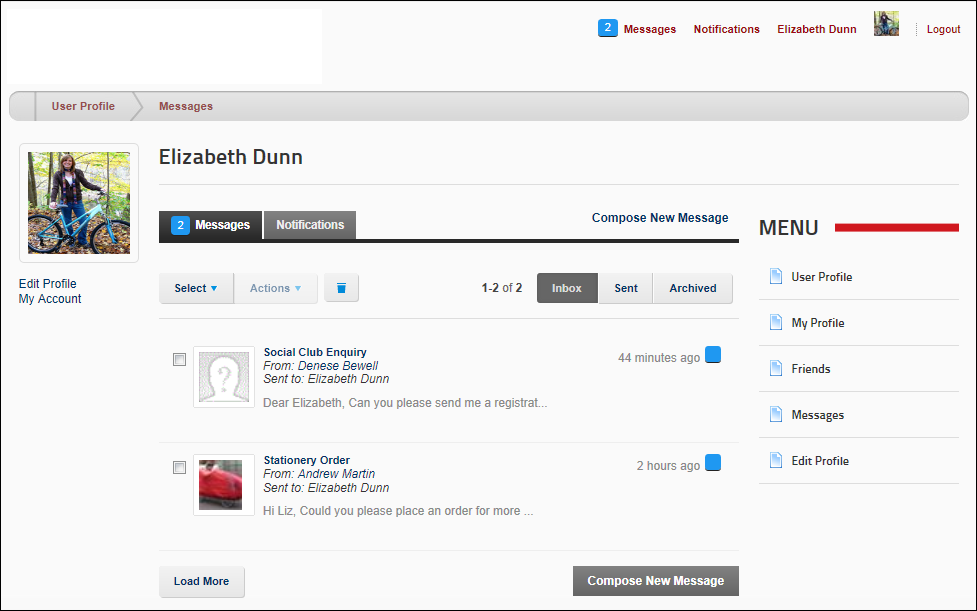 2 Messages Notifications Elizabeth Dunn Logout
User Profile Messages
Elizabeth Dunn
2 Messages Notifications Compose New Message
MENU
Edit Profile
My Account
Select Actions 1-2 of 2 Inbox Sent Archived
User Profile
My Profile
Friends
Messages
Edit Profile
Social Club Enquiry
From: Denese Bewell
Sent to: Elizabeth Dunn
44 minutes ago
Dear Elizabeth, Can you please send me a registrat...
Stationery Order
From: Andrew Martin
Sent to: Elizabeth Dunn
2 hours ago
Hi Liz, Could you please place an order for more ...
Load More Compose New Message